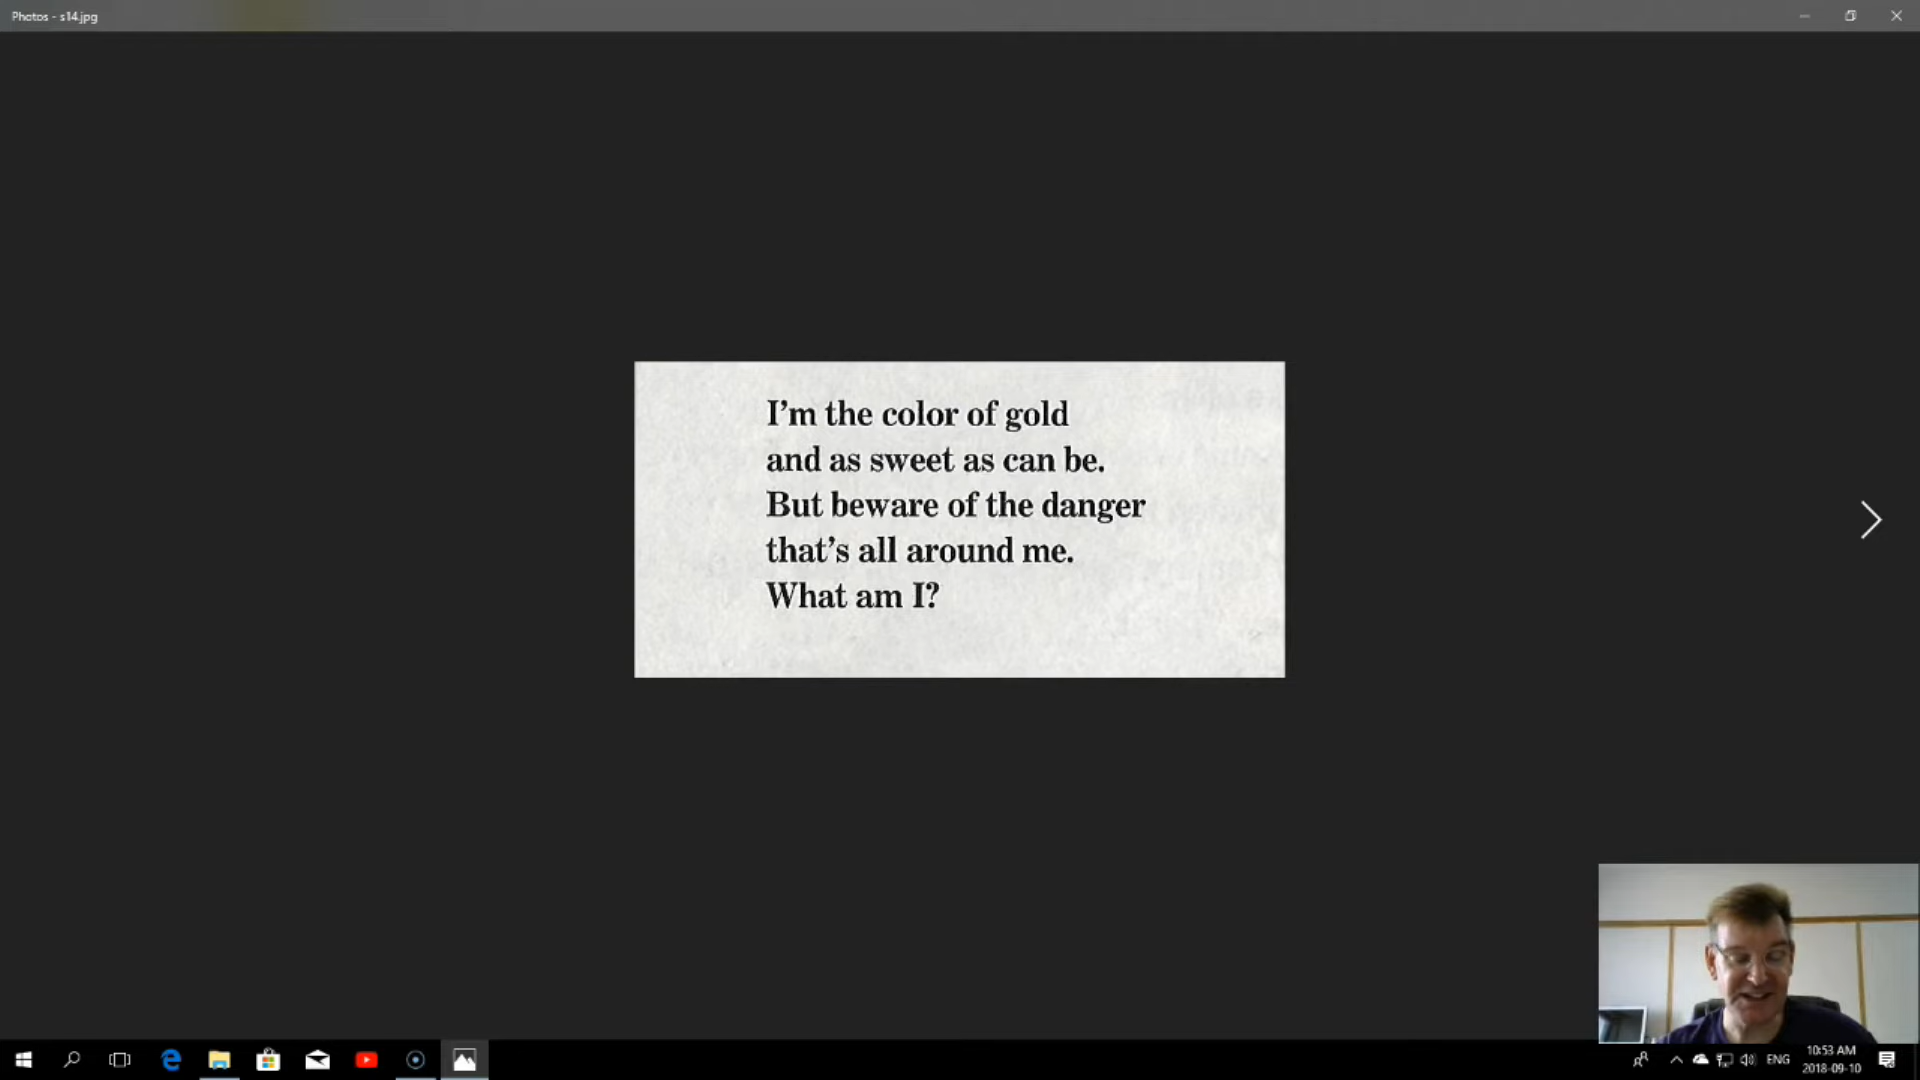 Photos - s14.jpg
I'm the color of gold
and as sweet as can be.
But beware of the danger
that's all around me.
What am I?
ENG
10:53 AM
2018-09-10